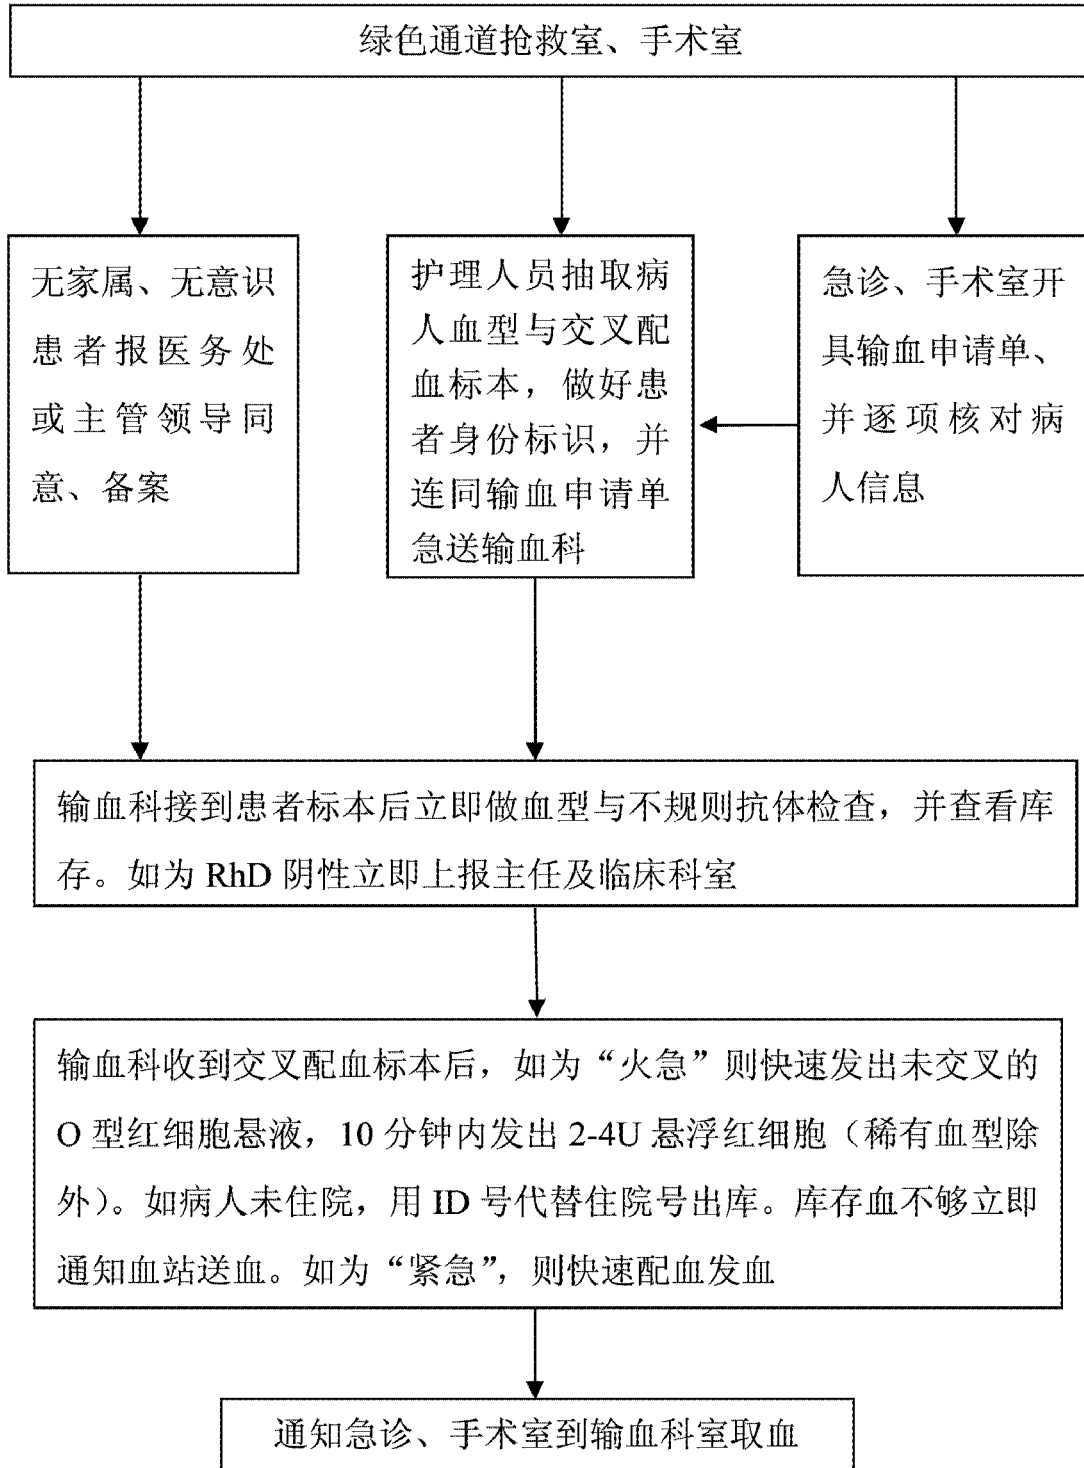 绿色通道抢救室、手术室
无家属、无意识
患者报医务处
或主管领导同
意、备案
护理人员抽取病
人血型与交叉配
血标本，做好患
者身份标识，并
连同输血申请单
急送输血科
急诊、手术室开
具输血申请单、
并逐项核对病
人信息
输血科接到患者标本后立即做血型与不规则抗体检查，并查看库
存。如为 RhD 阴性立即上报主任及临床科室
输血科收到交叉配血标本后，如为“火急”则快速发出未交叉的
O 型红细胞悬液，10 分钟内发出 2-4U 悬浮红细胞（稀有血型除
外）。如病人未住院，用 ID 号代替住院号出库。库存血不够立即
通知血站送血。如为“紧急”，则快速配血发血
通知急诊、手术室到输血科室取血